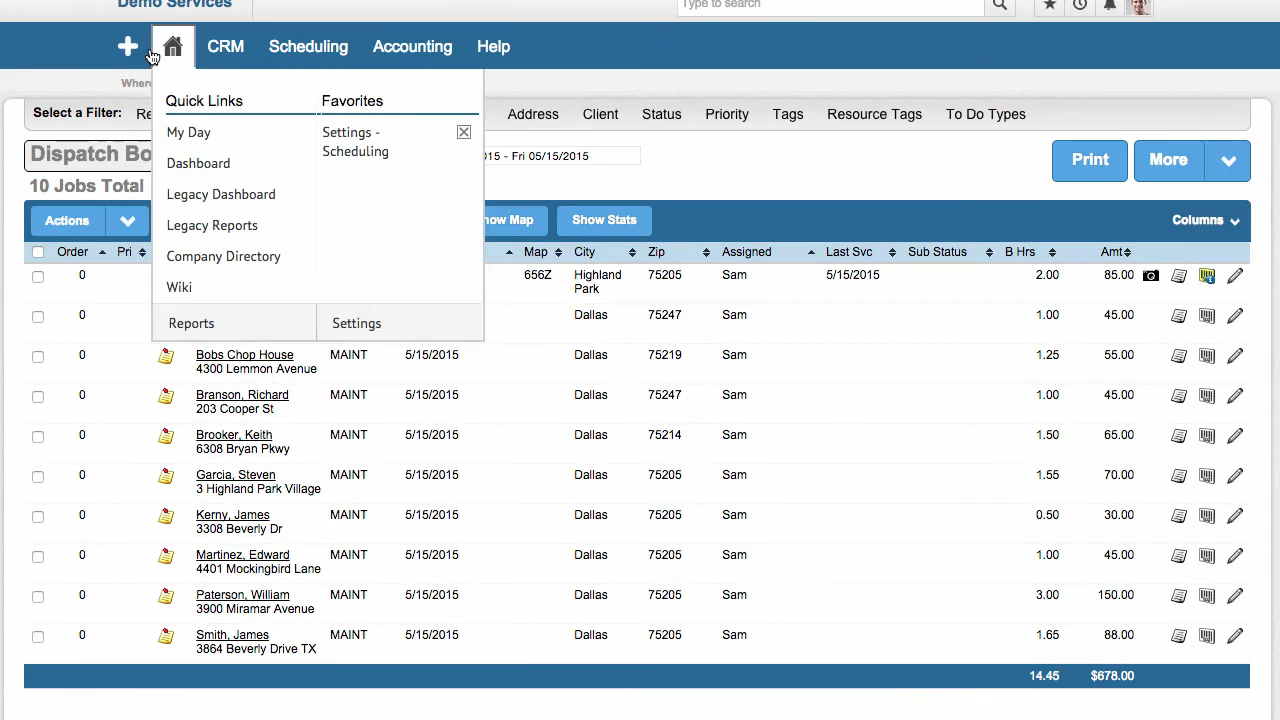 Demo Services
Type to search
CRM Scheduling Accounting Help
Where
Quick Links Favorites
My Day Settings -
Scheduling
Dashboard
Legacy Dashboard
Legacy Reports
Company Directory
Wiki
Reports Settings
Select a Filter: Address Client Status Priority Tags Resource Tags To Do Types
Dispatch 5 - Fri 05/15/2015 Print More
10 Jobs Total
Actions Map Show Stats Columns
Order Pri Map City Zip Assigned Last Svc Sub Status B Hrs Amt
0 656Z Highland Park 75205 Sam 5/15/2015 2.00 85.00
0 Dallas 75247 Sam 1.00 45.00
0 Bobs Chop House MAINT 5/15/2015 Dallas 75219 Sam 1.25 55.00
4300 Lemmon Avenue
0 Branson, Richard MAINT 5/15/2015 Dallas 75247 Sam 1.00 45.00
203 Cooper St
0 Brooker, Keith MAINT 5/15/2015 Dallas 75214 Sam 1.50 65.00
6308 Bryan Pkwy
0 Garcia, Steven MAINT 5/15/2015 Dallas 75205 Sam 1.55 70.00
3 Highland Park Village
0 Kerny, James MAINT 5/15/2015 Dallas 75205 Sam 0.50 30.00
3308 Beverly Dr
0 Martinez, Edward MAINT 5/15/2015 Dallas 75205 Sam 1.00 45.00
4401 Mockingbird Lane
0 Paterson, William MAINT 5/15/2015 Dallas 75205 Sam 3.00 150.00
3900 Miramar Avenue
0 Smith, James MAINT 5/15/2015 Dallas 75205 Sam 1.65 88.00
3864 Beverly Drive TX
14.45 $678.00